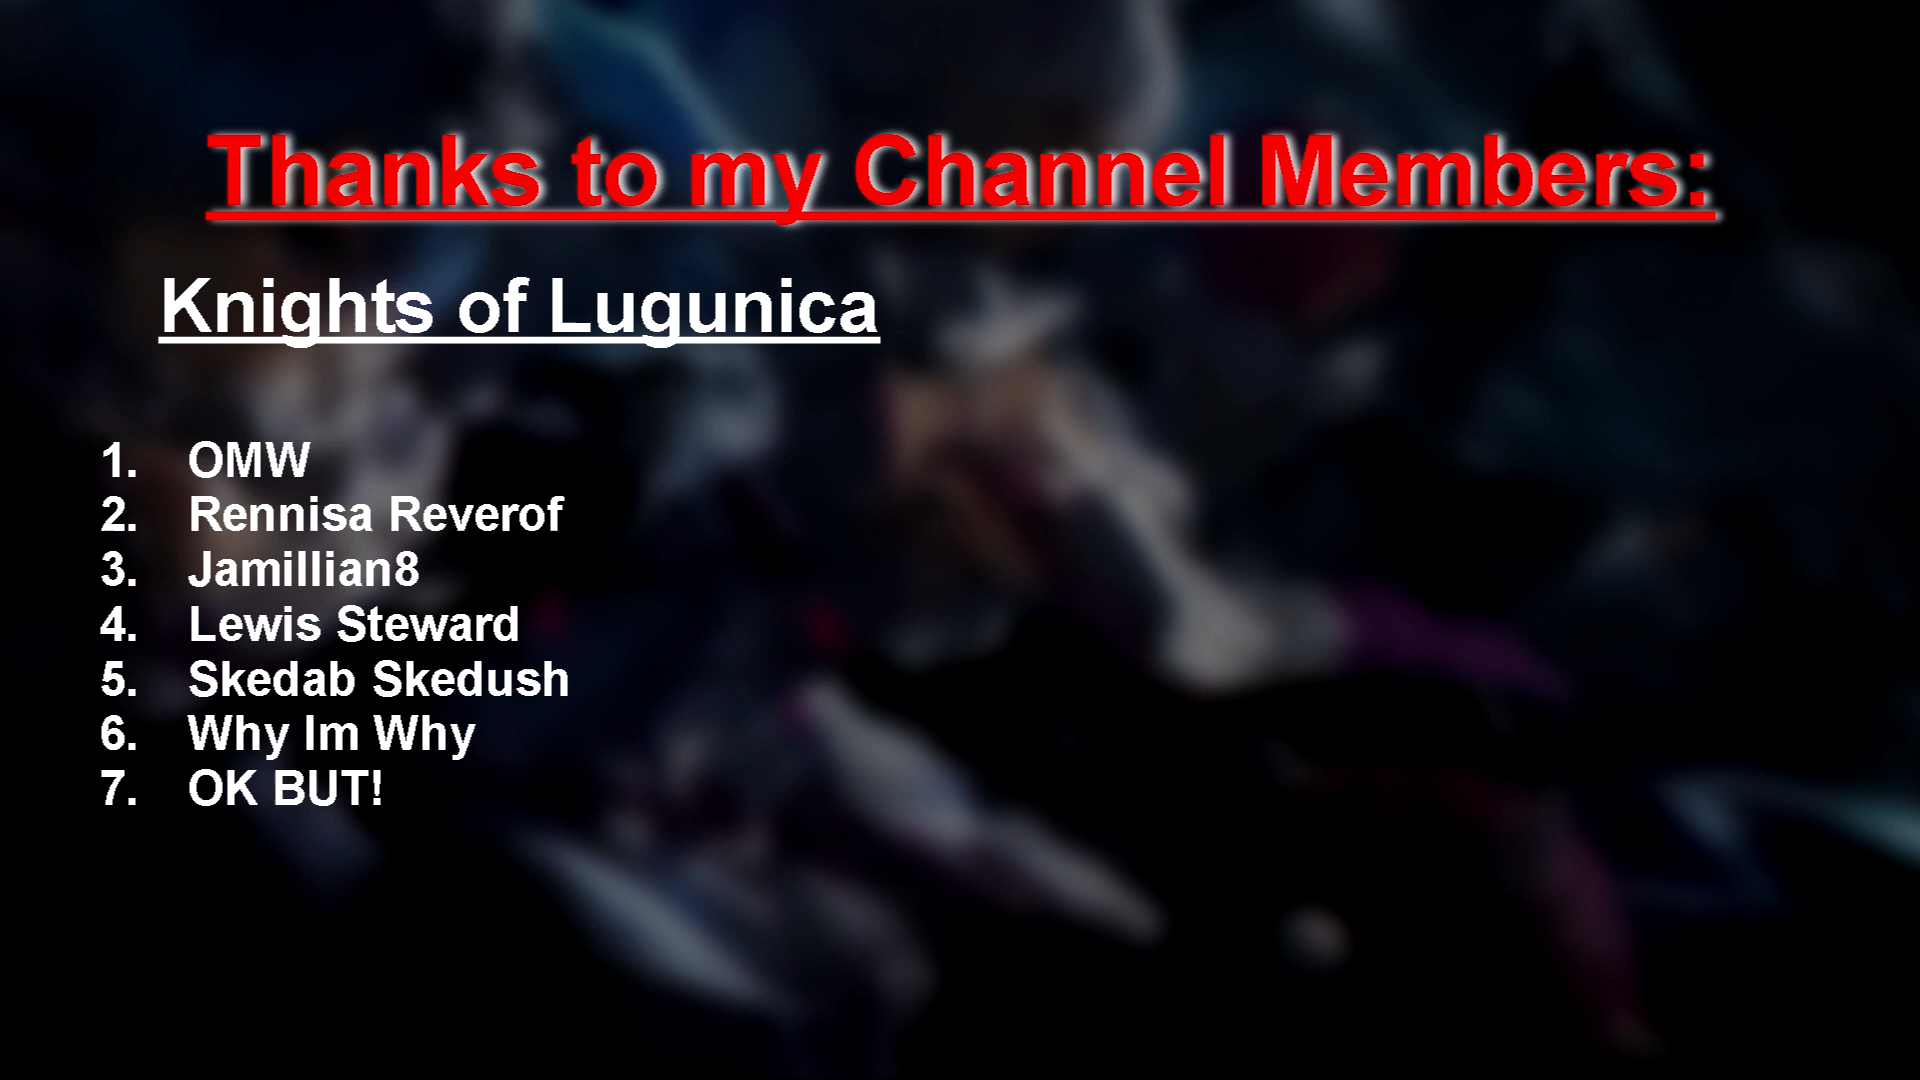 Thanks to my Channel Members:
Knights of Lugunica
1. OMW
2. Rennisa Reverof
3. Jamillian8
4. Lewis Steward
5. Skedab Skedush
6. Why Im Why
7. OK BUT!